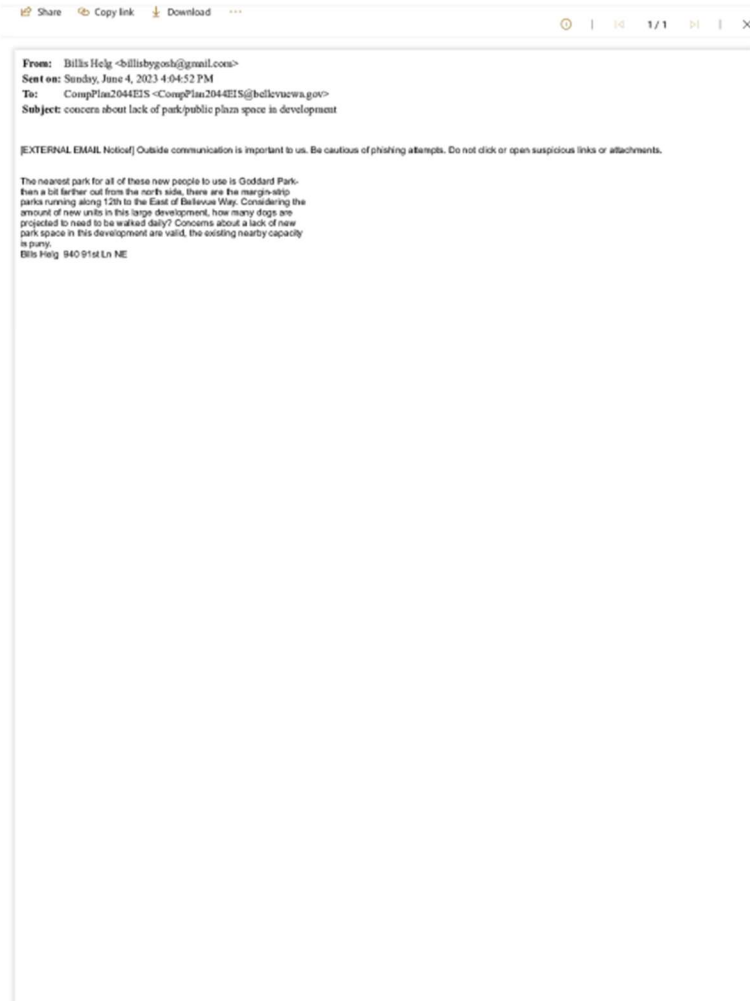 Share Copy link Download ...
1/1
From: Billis Helg <billisbygosh@gmail.com>
Sent on: Sunday, June 4, 2023 4:04:52 PM
To: CompPlan2044EIS <CompPlan2044EIS@bellevuewa.gov>
Subject: concern about lack of park/public plaza space in development
[EXTERNAL EMAIL Notice!] Outside communication is important to us. Be cautious of phishing attempts. Do not click or open suspicious links or attachments.
The nearest park for all of these new people to use is Goddard Park-
then a bit farther out from the north side, there are the margin-strip
parks running along 12th to the East of Bellevue Way. Considering the
amount of new units in this large development, how many dogs are
projected to need to be walked daily? Concerns about a lack of new
park space in this development are valid, the existing nearby capacity
is puny.
Billis Helg 940 91st Ln NE